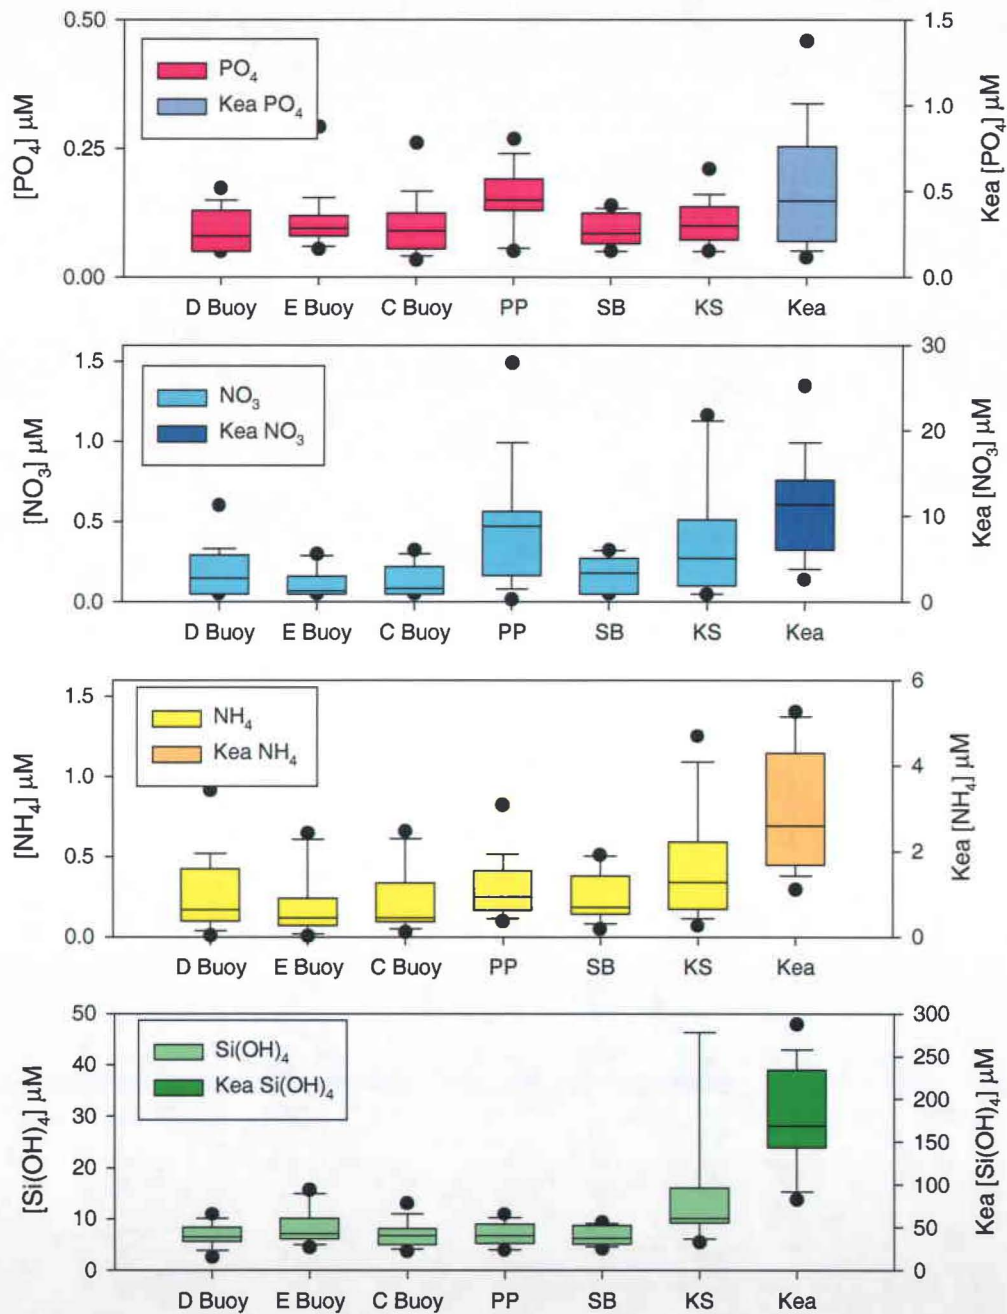 0.50
0.25
0.00
[PO₄] µM
PO₄
Kea PO₄
1.5
1.0
0.5
0.0
Kea [PO₄] µM
D Buoy E Buoy C Buoy PP SB KS Kea
1.5
1.0
0.5
0.0
[NO₃] µM
NO₃
Kea NO₃
30
20
10
0
Kea [NO₃] µM
D Buoy E Buoy C Buoy PP SB KS Kea
1.5
1.0
0.5
0.0
[NH₄] µM
NH₄
Kea NH₄
6
4
2
0
Kea [NH₄] µM
D Buoy E Buoy C Buoy PP SB KS Kea
50
40
30
20
10
0
[Si(OH)₄] µM
Si(OH)₄
Kea Si(OH)₄
300
250
200
150
100
50
0
Kea [Si(OH)₄] µM
D Buoy E Buoy C Buoy PP SB KS Kea